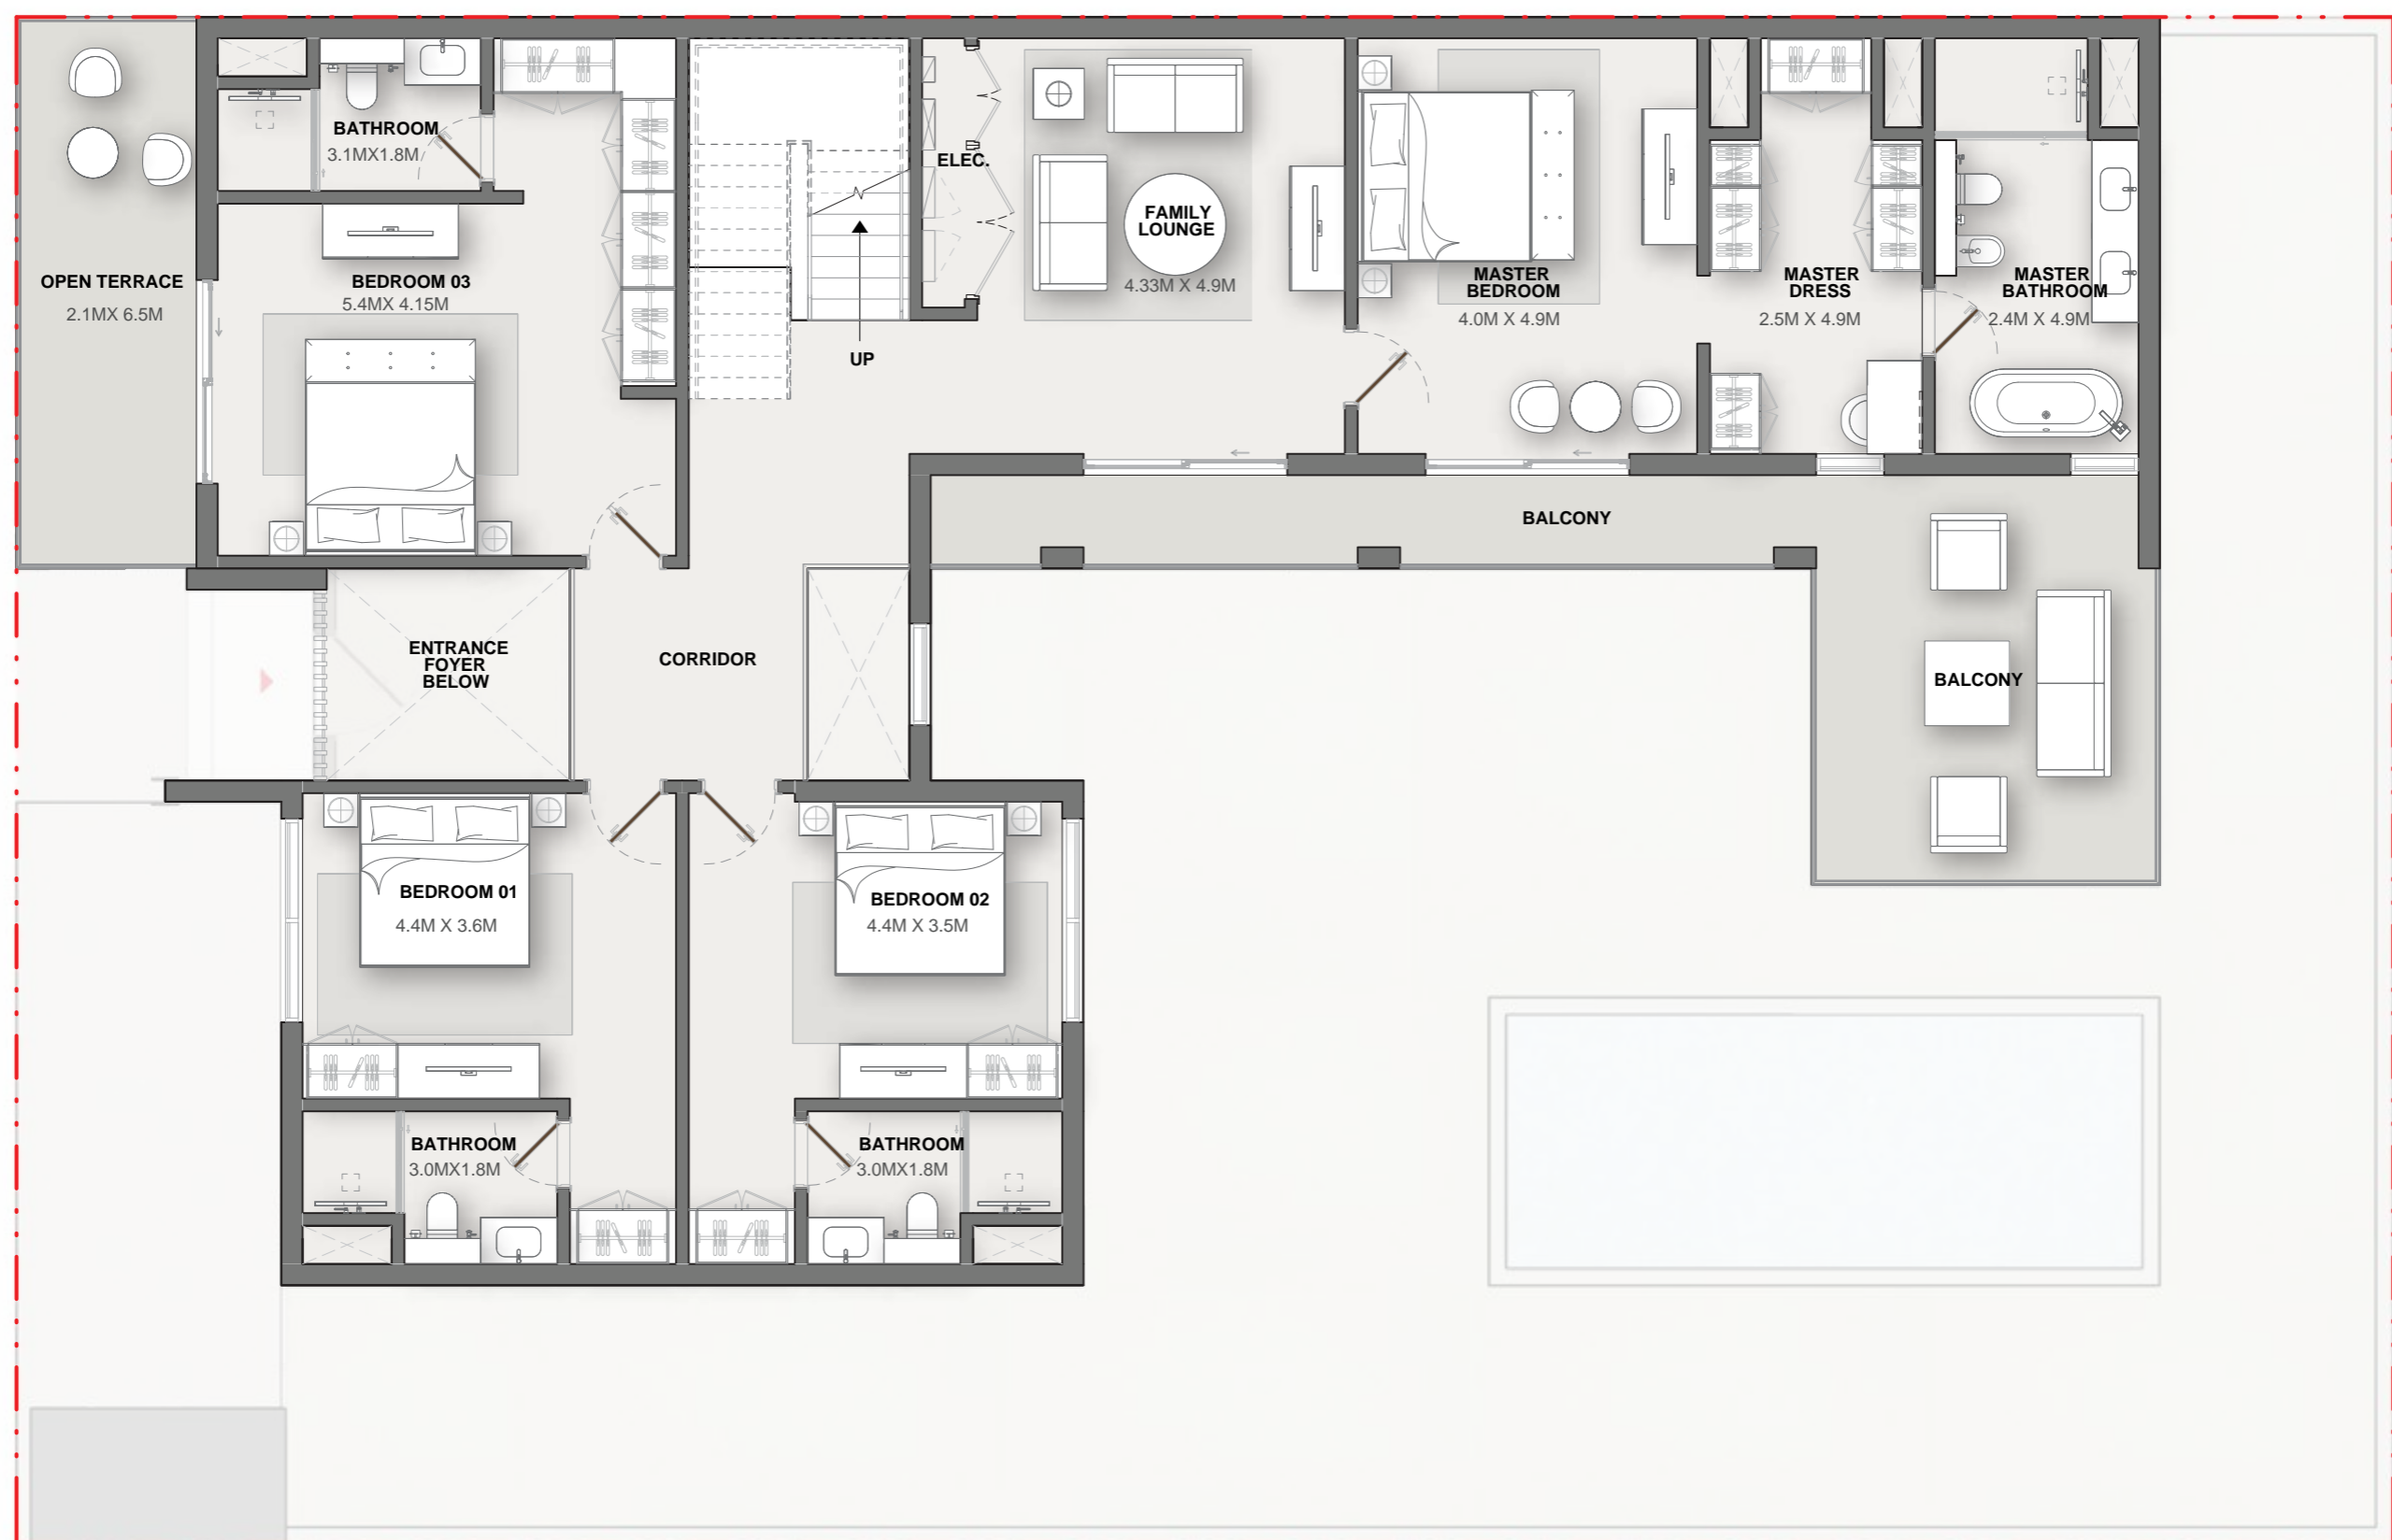 BATHROOM
3.1MX1.8M
OPEN TERRACE
2.1MX 6.5M
BEDROOM 03
5.4MX 4.15M
ELEC.
UP
FAMILY
LOUNGE
4.33M X 4.9M
MASTER
BEDROOM
4.0M X 4.9M
MASTER
DRESS
2.5M X 4.9M
MASTER
BATHROOM
2.4M X 4.9M
BALCONY
ENTRANCE
FOYER
BELOW
CORRIDOR
BALCONY
BEDROOM 01
4.4M X 3.6M
BEDROOM 02
4.4M X 3.5M
BATHROOM
3.0MX1.8M
BATHROOM
3.0MX1.8M